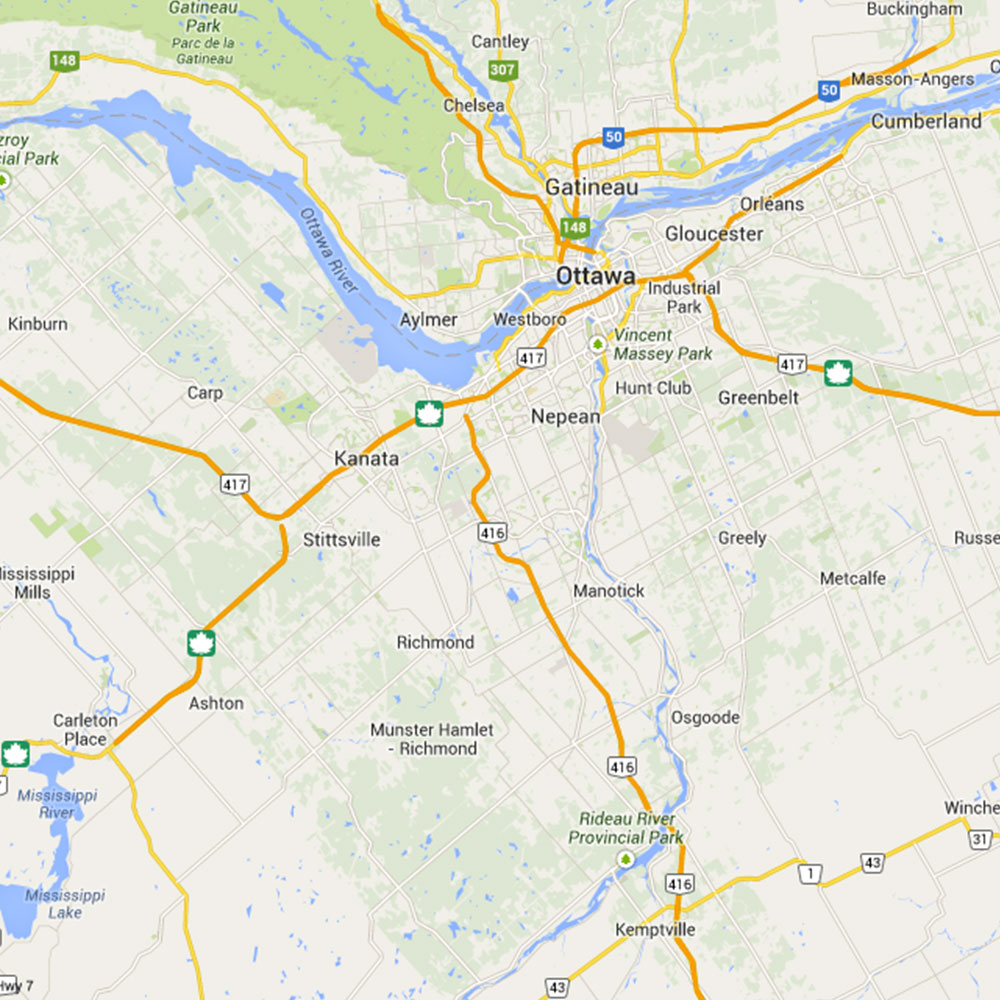 Gatineau
Park
Parc de la
Gatineau
Buckingham
Cantley
148
307
50
Masson-Angers
Chelsea
Cumberland
50
zroy
ial Park
Gatineau
Orléans
148
Gloucester
Ottawa River
Ottawa
Industrial
Park
Kinburn
Aylmer
Westboro
Vincent
Massey Park
417
417
Carp
Hunt Club
Greenbelt
Nepean
Kanata
417
416
Stittsville
Greely
Russe
ississippi
Mills
Metcalfe
Manotick
Richmond
Ashton
Carleton
Place
Osgoode
Munster Hamlet
- Richmond
416
Mississippi
River
Rideau River
Provincial Park
Winche
31
43
1
416
Mississippi
Lake
Kemptville
43
Hwy 7